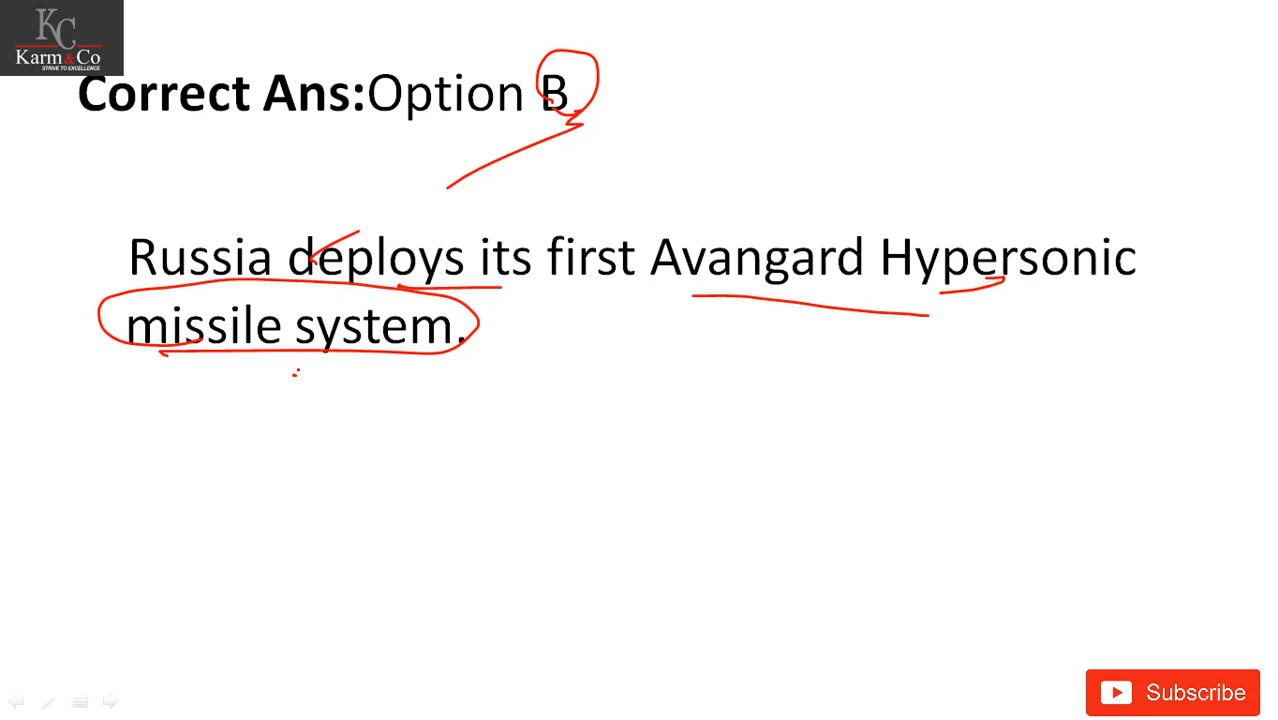 KC
Karm&Co
STRIVE TO EXCELLENCE
Correct Ans:Option B
Russia deploys its first Avangard Hypersonic
missile system.
Subscribe